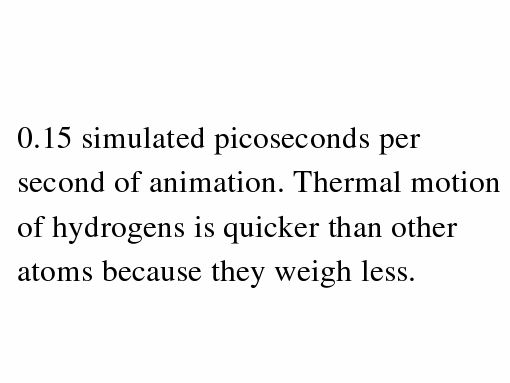 0.15 simulated picoseconds per
second of animation. Thermal motion
of hydrogens is quicker than other
atoms because they weigh less.